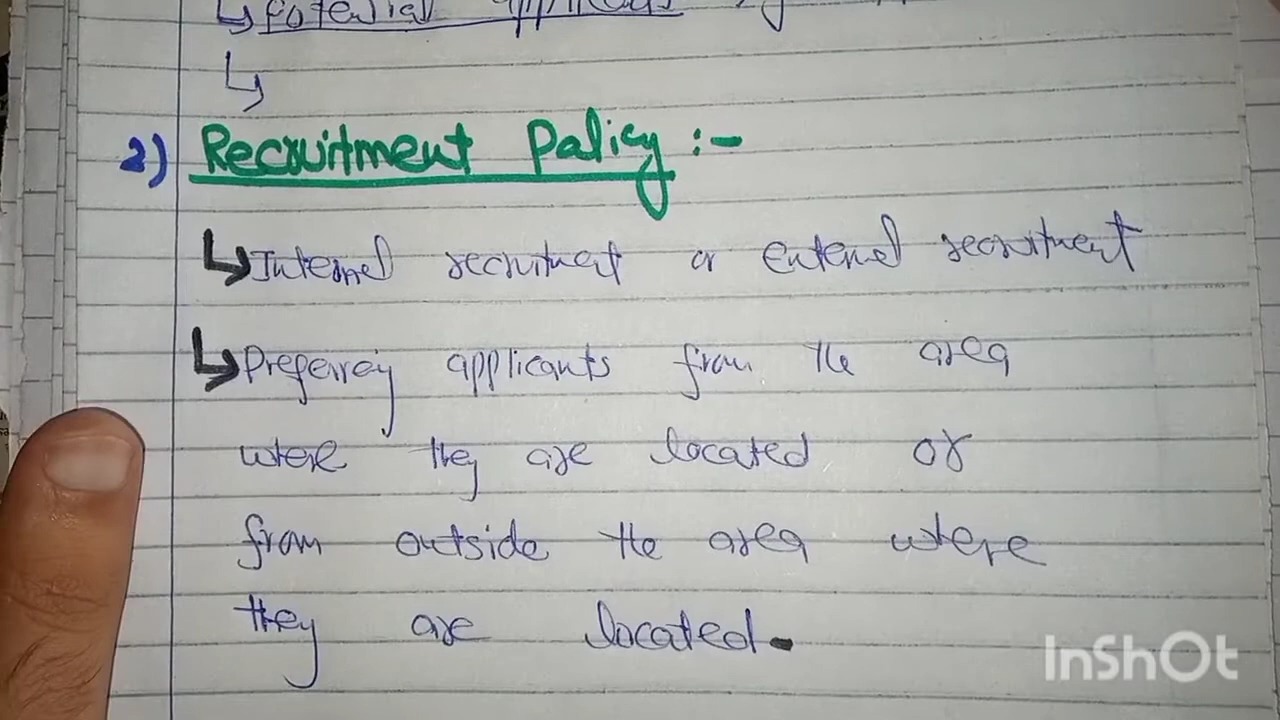 ↳ Potenial
↳
2) Recruitment Policy :-
↳ Internal recruitment or external recruitment
↳ Preferring applicants from the area
where they are located or
from outside the area where
they are located.
InShOt